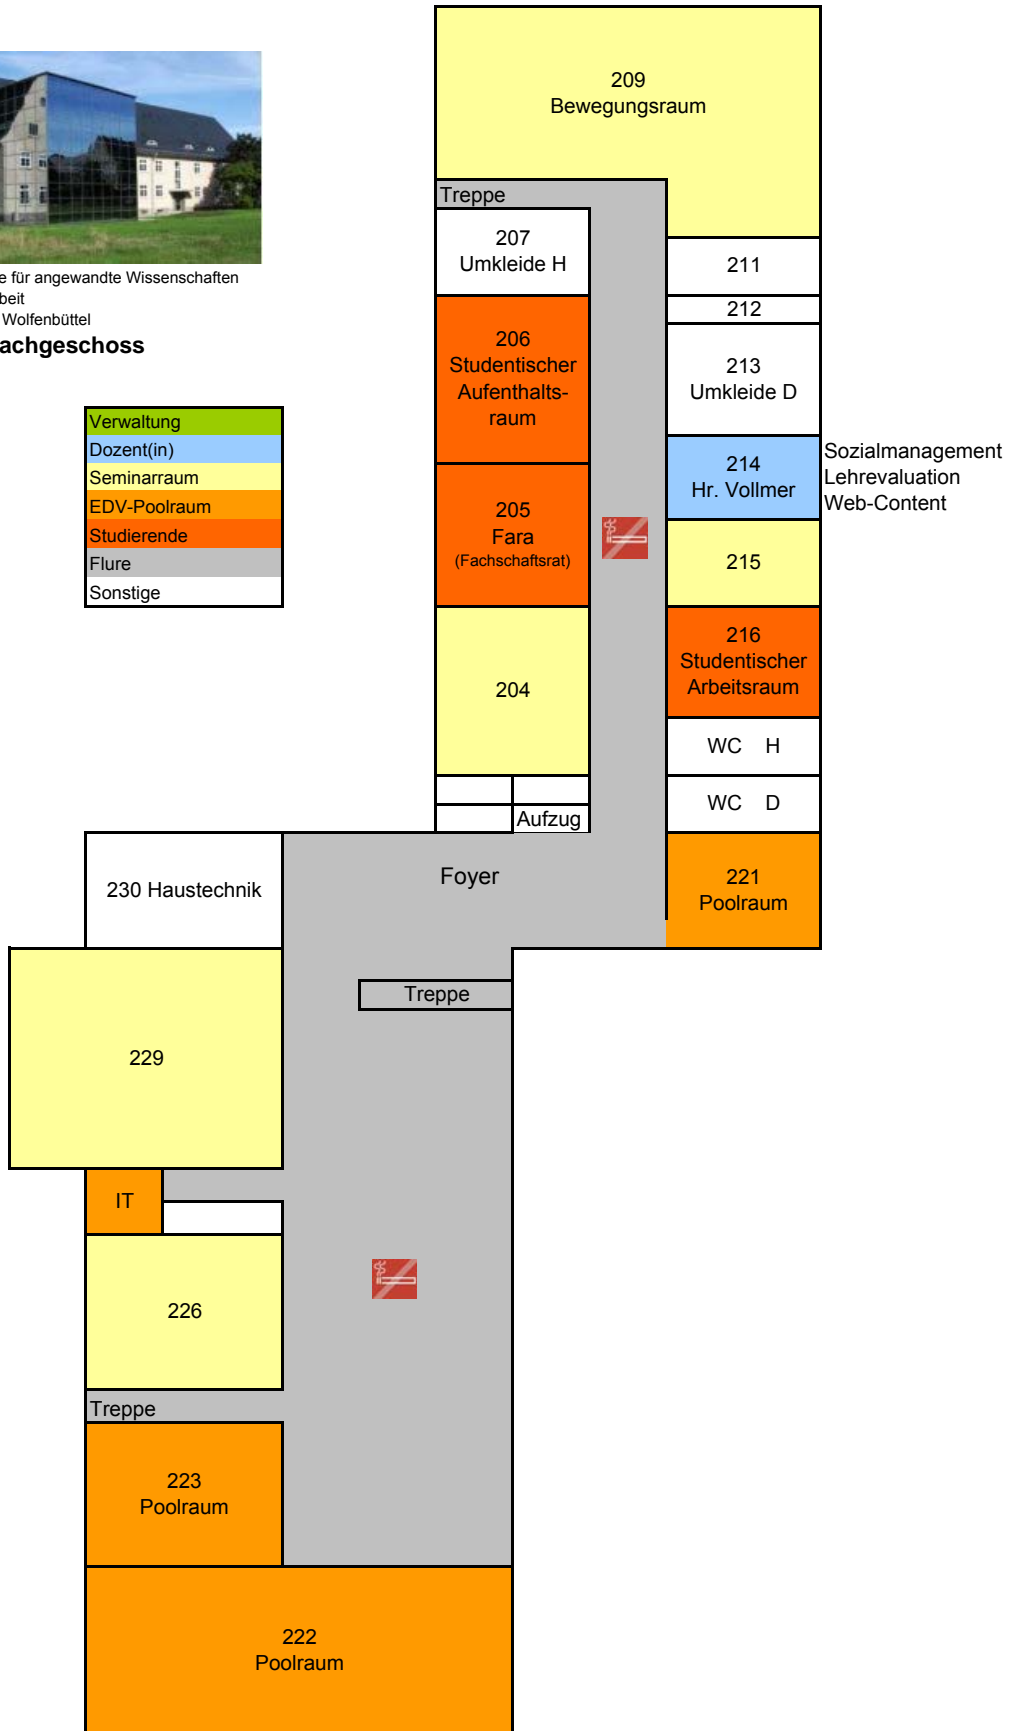 209
Bewegungsraum
Treppe
207
Umkleide H
211
212
e für angewandte Wissenschaften
beit
Wolfenbüttel
achgeschoss
206
Studentischer
Aufenthalts-
raum
213
Umkleide D
Verwaltung
Dozent(in)
Seminarraum
EDV-Poolraum
Studierende
Flure
Sonstige
214
Hr. Vollmer
Sozialmanagement
Lehrevaluation
Web-Content
205
Fara
(Fachschaftsrat)
215
216
Studentischer
Arbeitsraum
204
WC H
WC D
Aufzug
230 Haustechnik
Foyer
221
Poolraum
Treppe
229
IT
226
Treppe
223
Poolraum
222
Poolraum